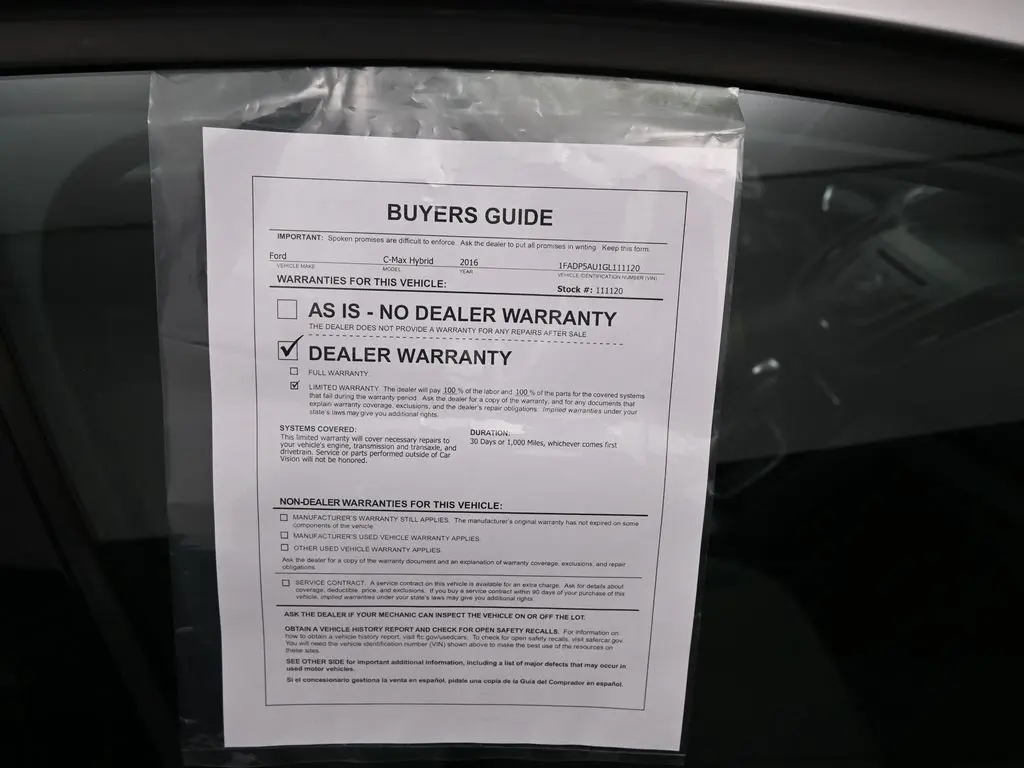 BUYERS GUIDE
IMPORTANT: Spoken promises are difficult to enforce. Ask the dealer to put all promises in writing. Keep this form.
Ford C-Max Hybrid 2016 1FADP5AU1GL111120
VEHICLE MAKE MODEL YEAR VEHICLE IDENTIFICATION NUMBER (VIN)
WARRANTIES FOR THIS VEHICLE: Stock #: 111120
AS IS - NO DEALER WARRANTY
THE DEALER DOES NOT PROVIDE A WARRANTY FOR ANY REPAIRS AFTER SALE.
DEALER WARRANTY
FULL WARRANTY.
LIMITED WARRANTY. The dealer will pay 100 % of the labor and 100 % of the parts for the covered systems
that fail during the warranty period. Ask the dealer for a copy of the warranty, and for any documents that
explain warranty coverage, exclusions, and the dealer's repair obligations. Implied warranties under your
state's laws may give you additional rights.
SYSTEMS COVERED:
This limited warranty will cover necessary repairs to
your vehicle's engine, transmission and transaxle, and
drivetrain. Service or parts performed outside of Car
Vision will not be honored.
DURATION:
30 Days or 1,000 Miles, whichever comes first
NON-DEALER WARRANTIES FOR THIS VEHICLE:
MANUFACTURER'S WARRANTY STILL APPLIES. The manufacturer's original warranty has not expired on some
components of the vehicle.
MANUFACTURER'S USED VEHICLE WARRANTY APPLIES.
OTHER USED VEHICLE WARRANTY APPLIES.
Ask the dealer for a copy of the warranty document and an explanation of warranty coverage, exclusions, and repair
obligations.
SERVICE CONTRACT. A service contract on this vehicle is available for an extra charge. Ask for details about
coverage, deductible, price, and exclusions. If you buy a service contract within 90 days of your purchase of this
vehicle, implied warranties under your state's laws may give you additional rights.
ASK THE DEALER IF YOUR MECHANIC CAN INSPECT THE VEHICLE ON OR OFF THE LOT.
OBTAIN A VEHICLE HISTORY REPORT AND CHECK FOR OPEN SAFETY RECALLS. For information on
how to obtain a vehicle history report, visit ftc.gov/usedcars. To check for open safety recalls, visit safercar.gov.
You will need the vehicle identification number (VIN) shown above to make the best use of the resources on
these sites.
SEE OTHER SIDE for important additional information, including a list of major defects that may occur in
used motor vehicles.
Si el concesionario gestiona la venta en español, pídale una copia de la Guía del Comprador en español.